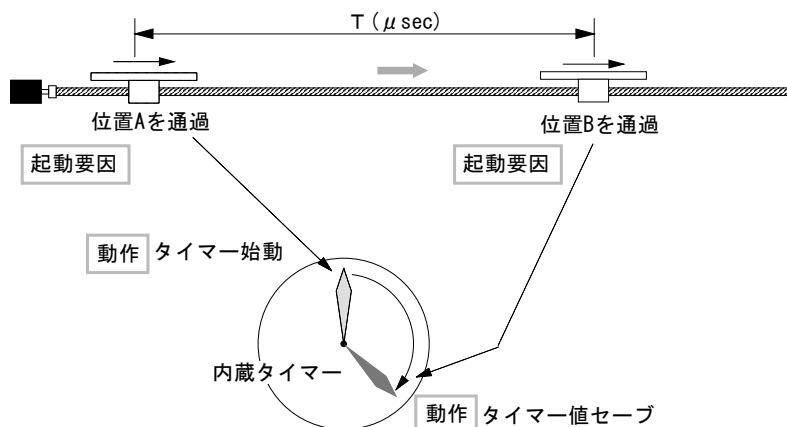 T (μsec)
位置Aを通過
位置Bを通過
起動要因
起動要因
動作 タイマー始動
内蔵タイマー
動作 タイマー値セーブ